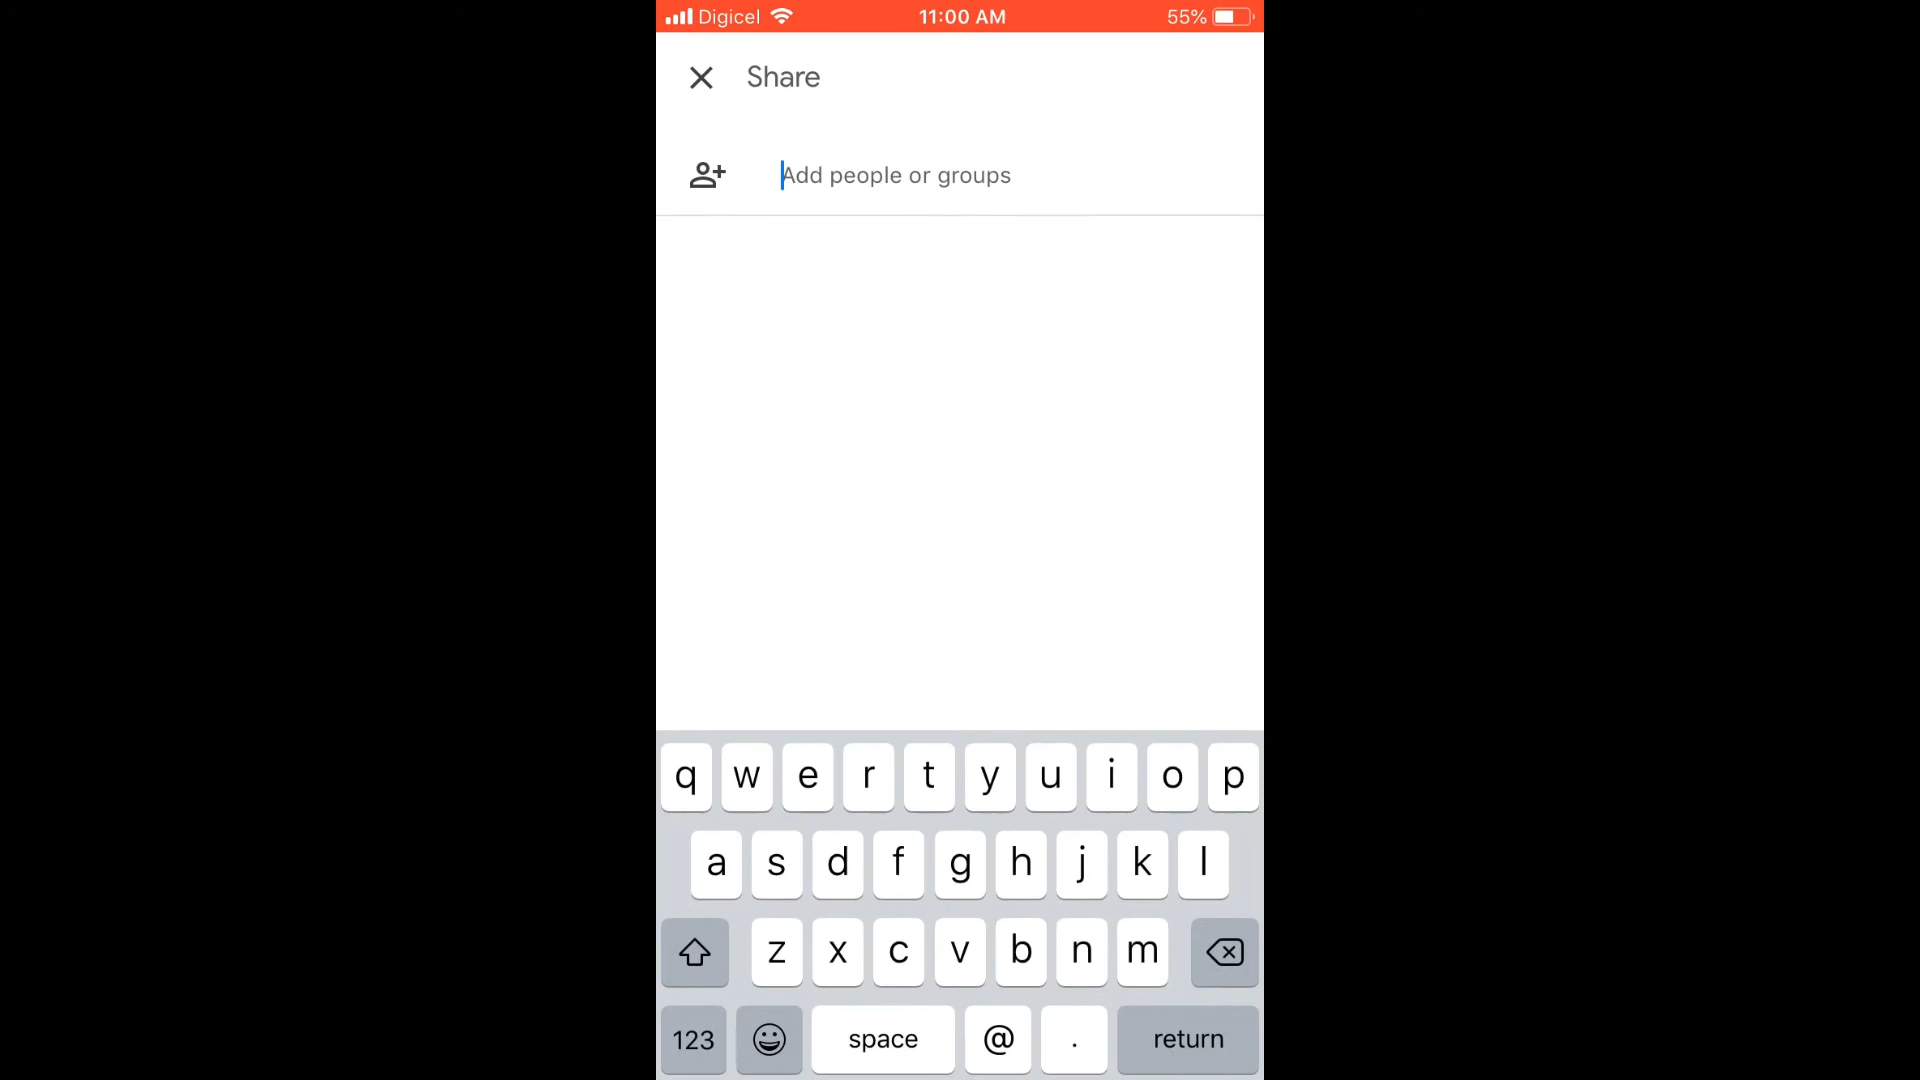 Digicel 11:00 AM 55%
Share
Add people or groups
q w e r t y u i o p
a s d f g h j k l
z x c v b n m
123 space @ . return